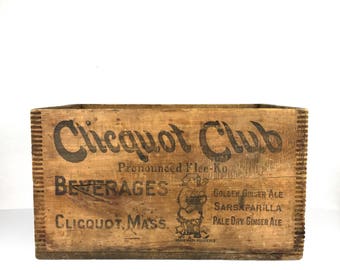 Clicquot Club
Pronounced Klee-Ko
BEVERAGES
GOLDEN GINGER ALE
SARSAPARILLA
CLICQUOT, MASS.
PALE DRY GINGER ALE